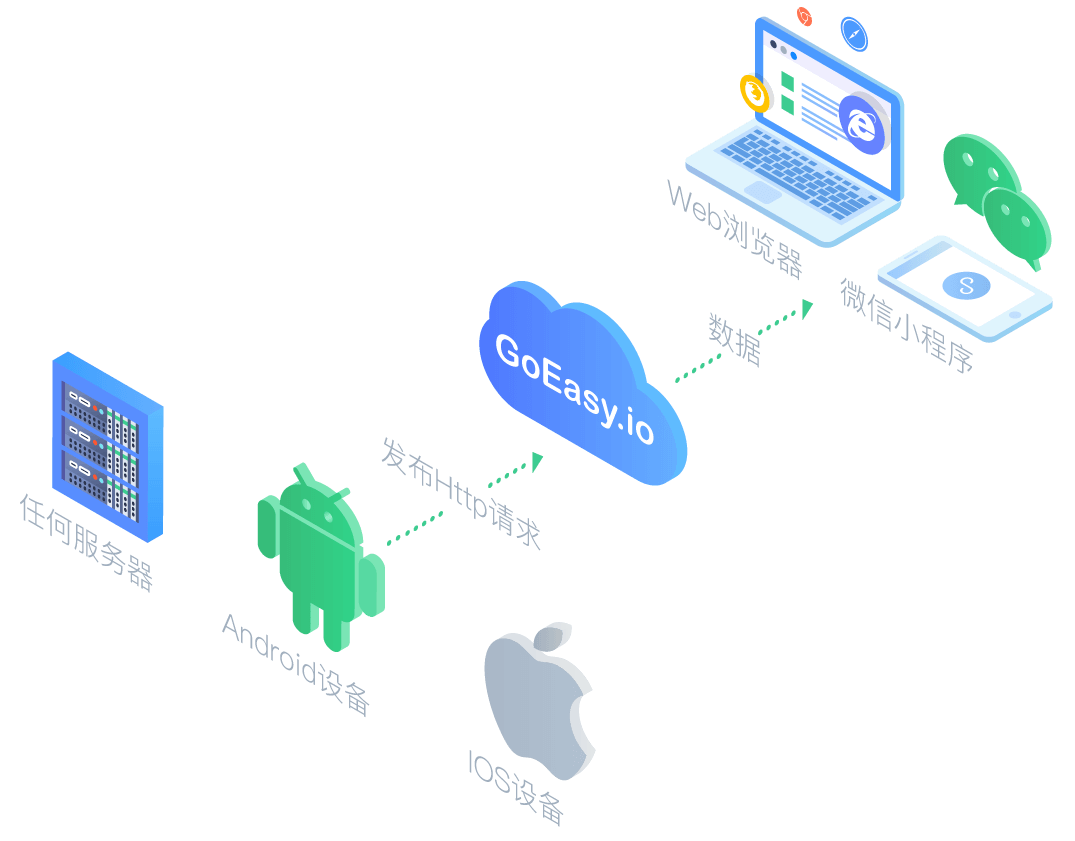 Web浏览器
微信小程序
数据
GoEasy.io
发布Http请求
任何服务器
Android设备
IOS设备
S